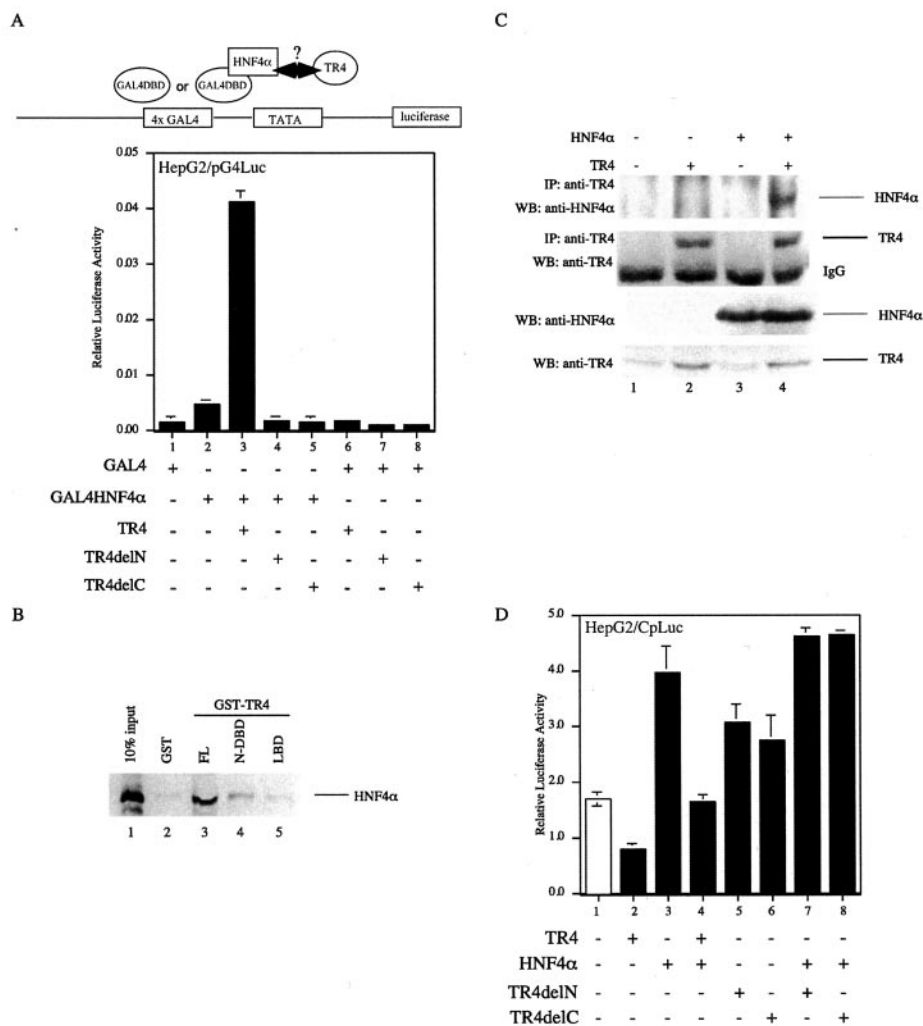 A
HNF4α
?
TR4
GAL4DBD or GAL4DBD
4x GAL4 TATA luciferase
HepG2/pG4Luc
Relative Luciferase Activity
0.05
0.04
0.03
0.02
0.01
0.00
1 2 3 4 5 6 7 8
GAL4 + - - - - + + +
GAL4HNF4α - + + + + - - -
TR4 - - + - - + - -
TR4delN - - - + - - + -
TR4delC - - - - + - - +
B
GST-TR4
10% input GST FL N-DBD LBD
HNF4α
1 2 3 4 5
C
HNF4α - - + +
TR4 - + - +
IP: anti-TR4
WB: anti-HNF4α
HNF4α
IP: anti-TR4
TR4
WB: anti-TR4
IgG
WB: anti-HNF4α HNF4α
WB: anti-TR4 TR4
1 2 3 4
D
HepG2/CpLuc
Relative Luciferase Activity
5.0
4.0
3.0
2.0
1.0
0.0
1 2 3 4 5 6 7 8
TR4 - + - + - - - -
HNF4α - - + + - - + +
TR4delN - - - - + - + -
TR4delC - - - - - + - +